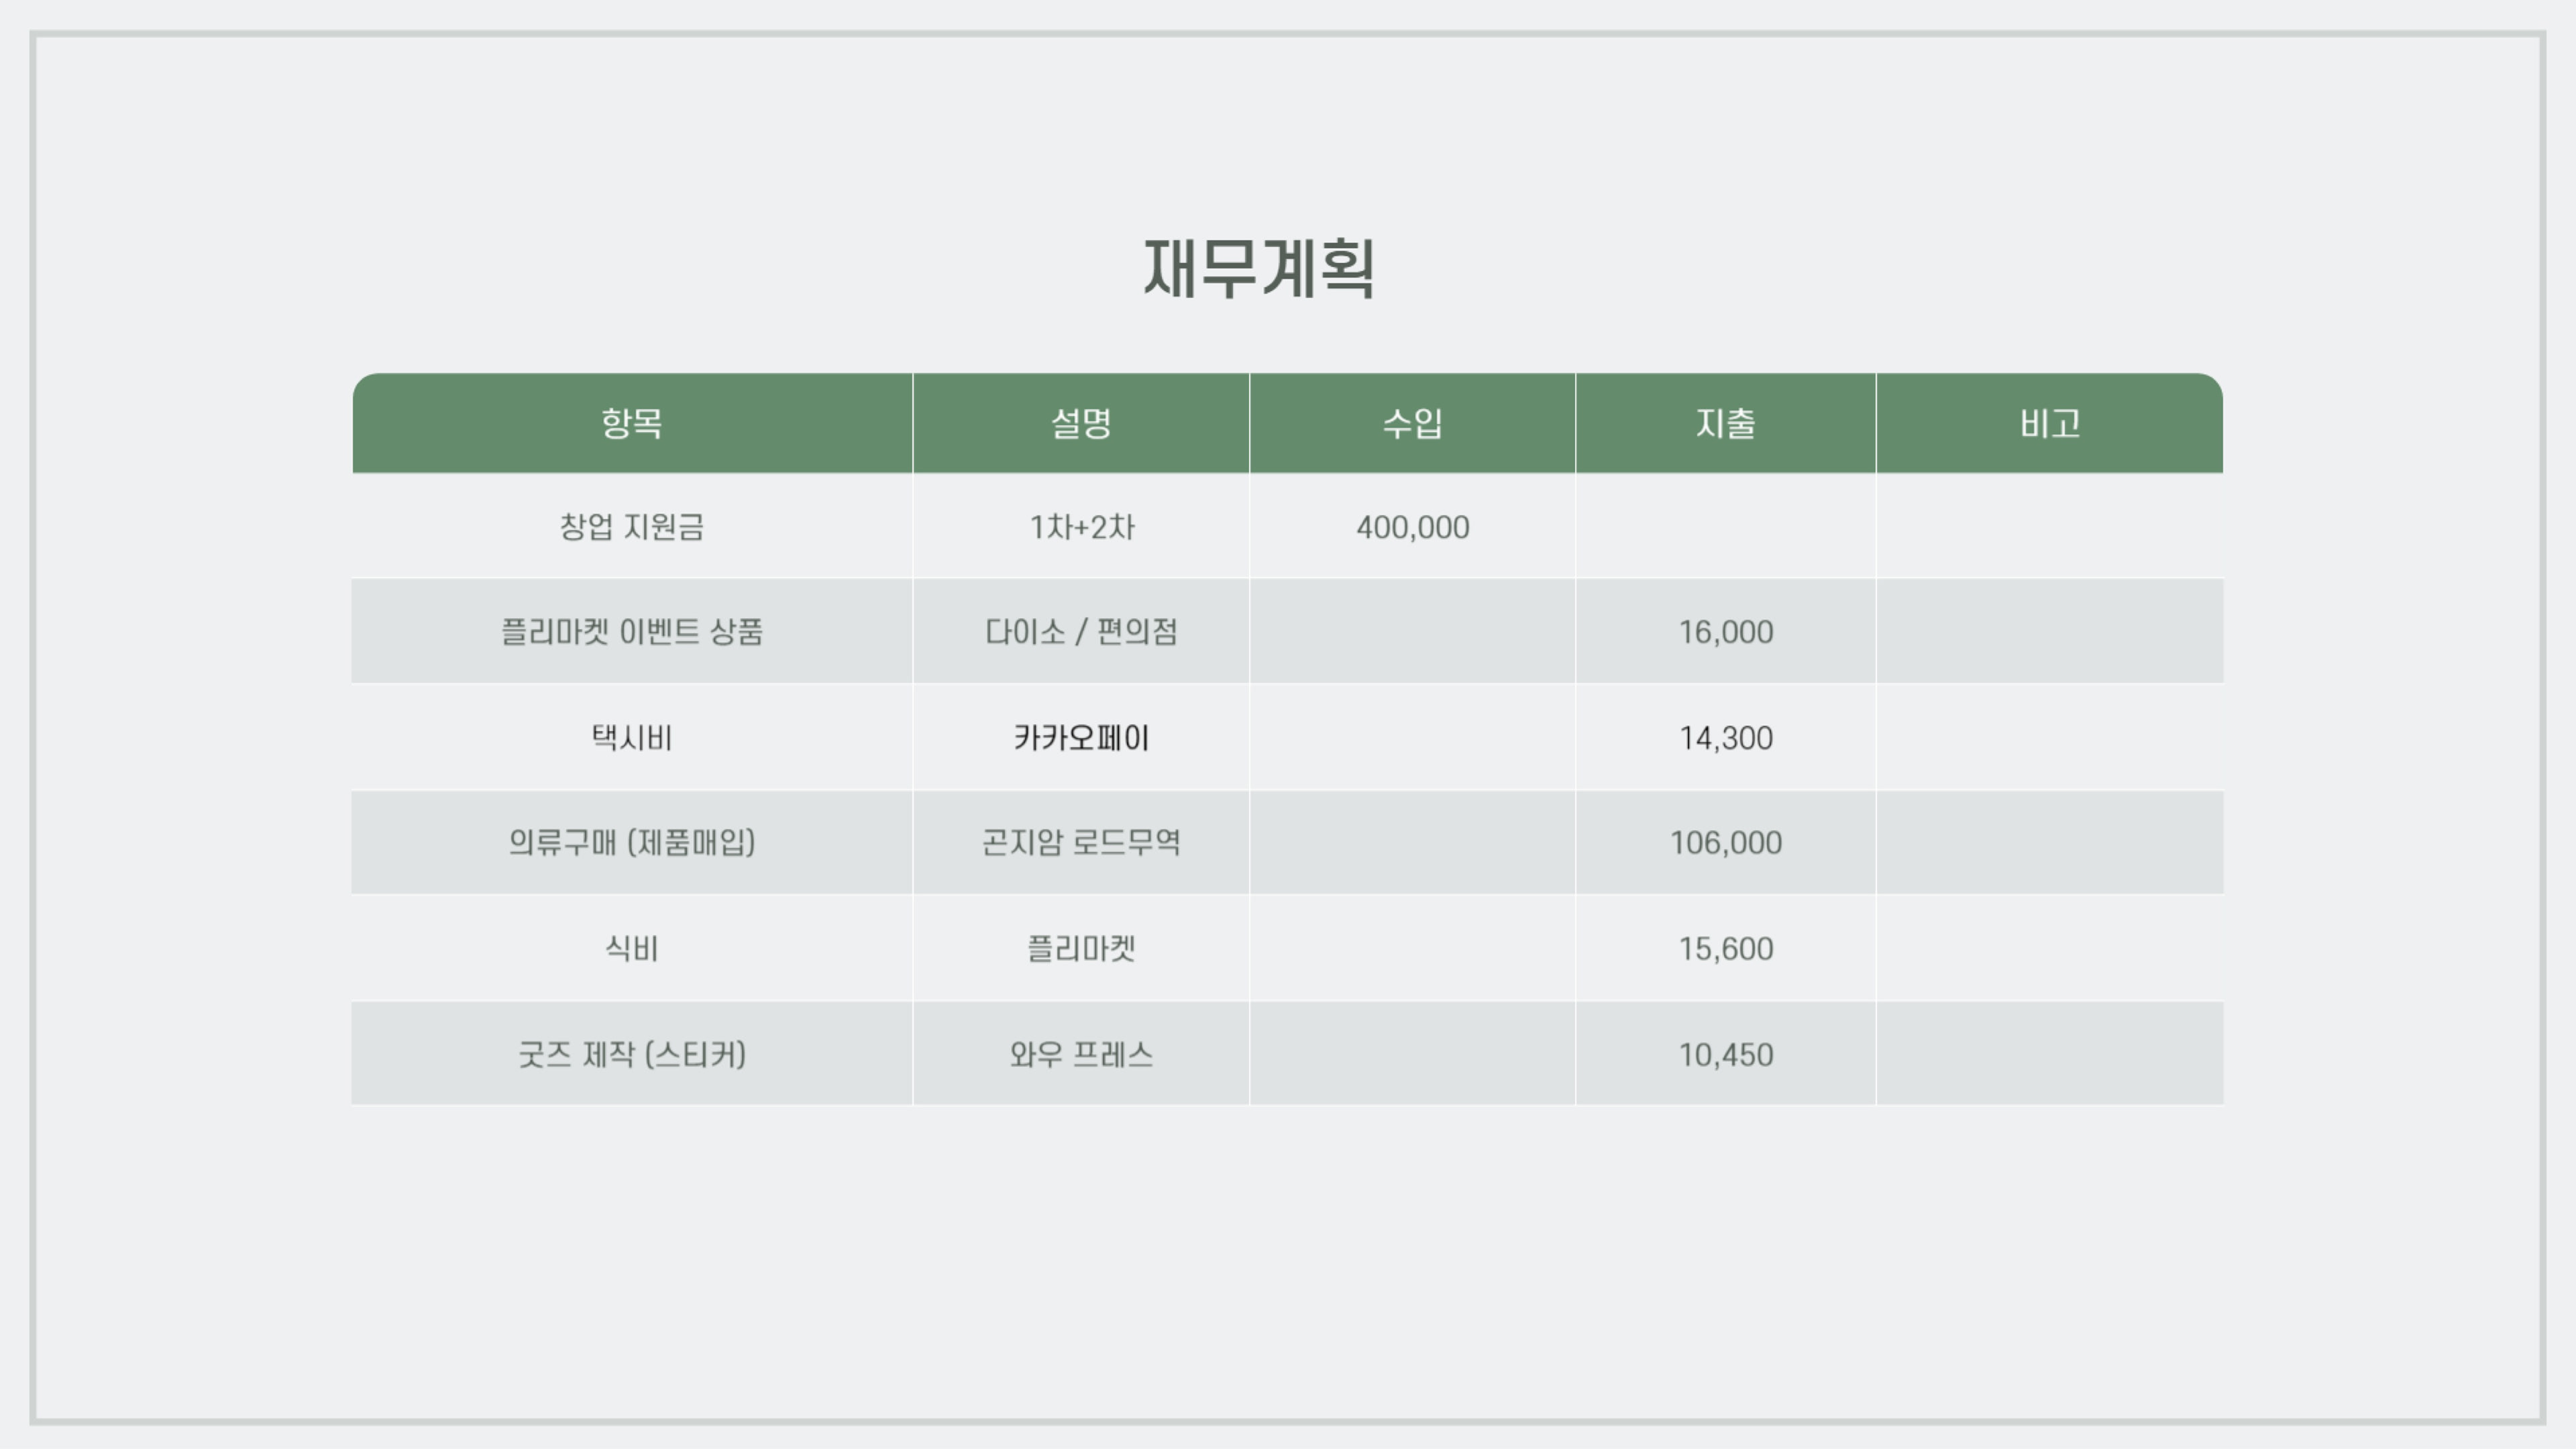 재무계획
항목 설명 수입 지출 비고
창업 지원금 1차+2차 400,000
플리마켓 이벤트 상품 다이소 / 편의점 16,000
택시비 카카오페이 14,300
의류구매 (제품매입) 곤지암 로드무역 106,000
식비 플리마켓 15,600
굿즈 제작 (스티커) 와우 프레스 10,450